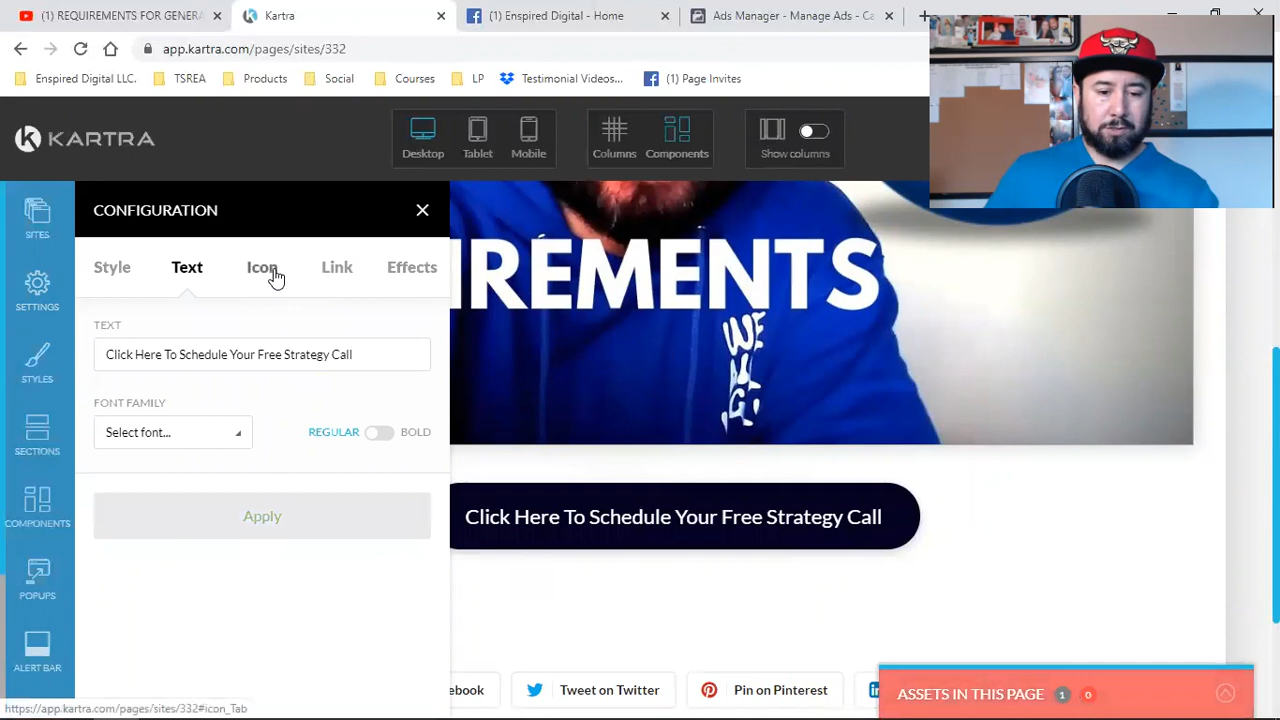 (1) REQUIREMENTS FOR GENERA
Kartra
(1) Enspired Digital - Home
Ads Manager - Manage Ads - Ca
app.kartra.com/pages/sites/332
Enspired Digital LLC.
INSEA
Social
Courses
LP
Testimonial Videos...
(1) Page Invites
KARTRA
Desktop
Tablet
Mobile
Columns
Components
Show columns
SITES
SETTINGS
STYLES
SECTIONS
COMPONENTS
POPUPS
ALERT BAR
CONFIGURATION
Style
Text
Icon
Link
Effects
TEXT
Click Here To Schedule Your Free Strategy Call
FONT FAMILY
Select font...
REGULAR
BOLD
Apply
IREMENTS
WE
ALL
Click Here To Schedule Your Free Strategy Call
ebook
Tweet on Twitter
Pin on Pinterest
ASSETS IN THIS PAGE 1 0
https://app.kartra.com/pages/sites/332#icon_Tab